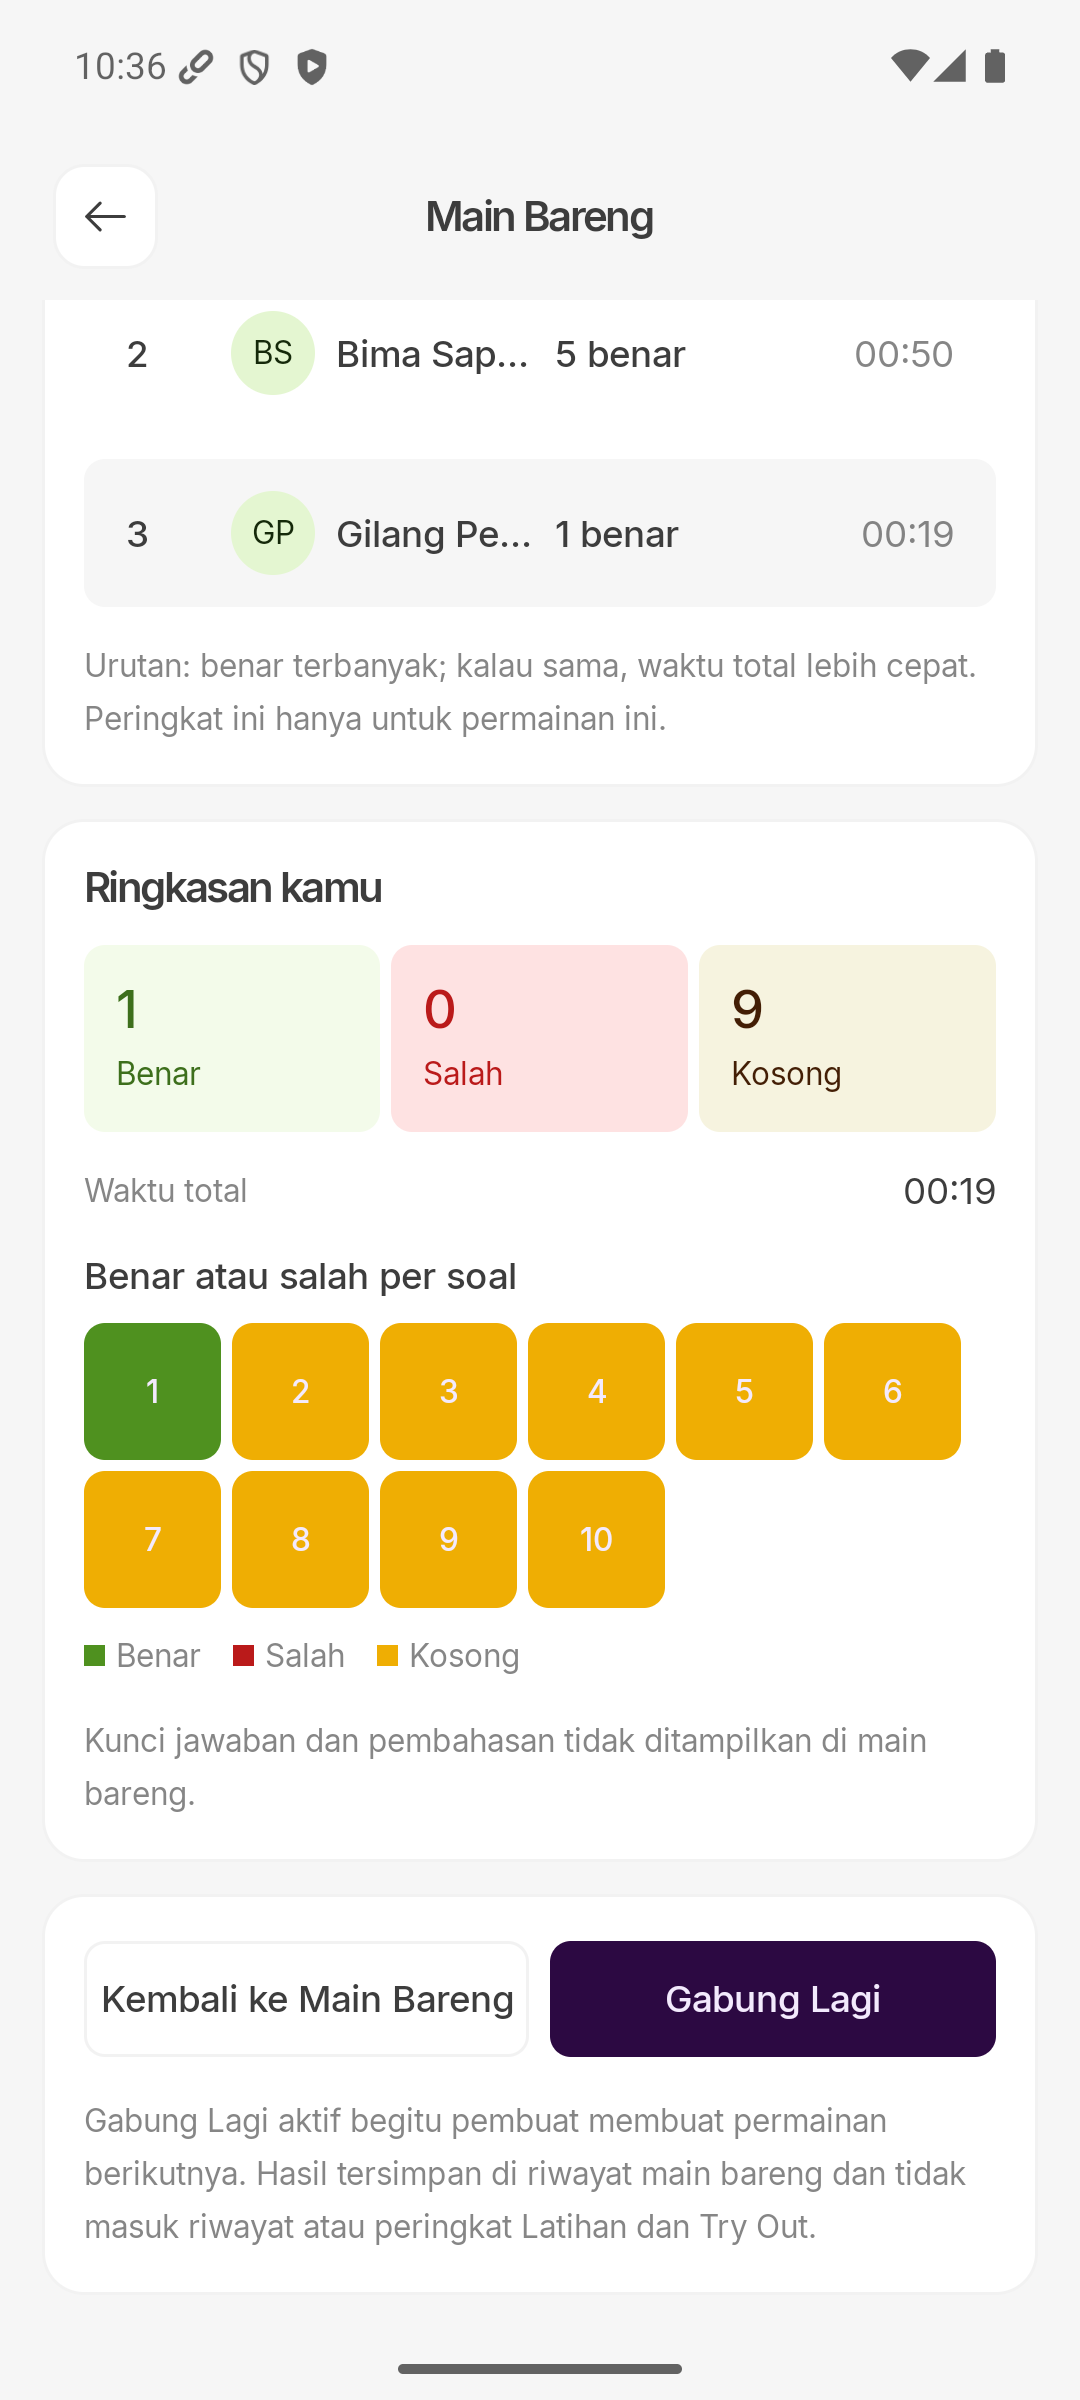 10:36
Main Bareng
2 BS Bima Sap... 5 benar 00:50
3 GP Gilang Pe... 1 benar 00:19
Urutan: benar terbanyak; kalau sama, waktu total lebih cepat.
Peringkat ini hanya untuk permainan ini.
Ringkasan kamu
1 0 9
Benar Salah Kosong
Waktu total 00:19
Benar atau salah per soal
1 2 3 4 5 6
7 8 9 10
Benar Salah Kosong
Kunci jawaban dan pembahasan tidak ditampilkan di main
bareng.
Kembali ke Main Bareng Gabung Lagi
Gabung Lagi aktif begitu pembuat membuat permainan
berikutnya. Hasil tersimpan di riwayat main bareng dan tidak
masuk riwayat atau peringkat Latihan dan Try Out.